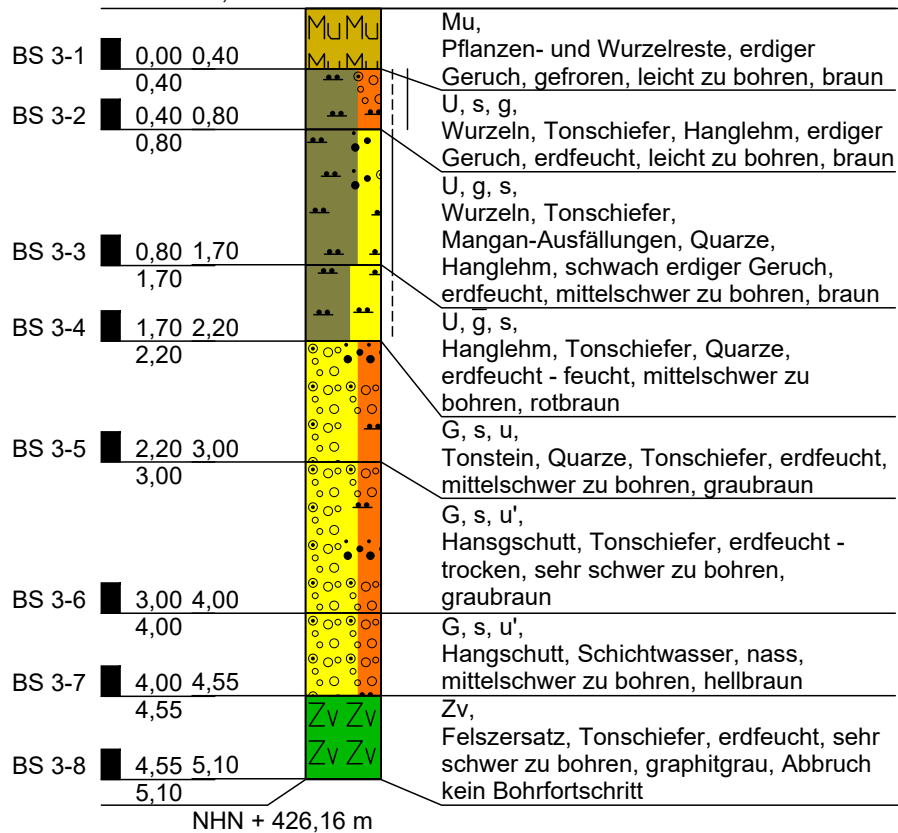 Mu Mu
Mu Mu
BS 3-1 0,00 0,40
0,40
Mu,
Pflanzen- und Wurzelreste, erdiger
Geruch, gefroren, leicht zu bohren, braun
BS 3-2 0,40 0,80
0,80
U, s, g,
Wurzeln, Tonschiefer, Hanglehm, erdiger
Geruch, erdfeucht, leicht zu bohren, braun
BS 3-3 0,80 1,70
1,70
U, g, s,
Wurzeln, Tonschiefer,
Mangan-Ausfällungen, Quarze,
Hanglehm, schwach erdiger Geruch,
erdfeucht, mittelschwer zu bohren, braun
BS 3-4 1,70 2,20
2,20
U, g̅, s,
Hanglehm, Tonschiefer, Quarze,
erdfeucht - feucht, mittelschwer zu
bohren, rotbraun
BS 3-5 2,20 3,00
3,00
G, s, u,
Tonstein, Quarze, Tonschiefer, erdfeucht,
mittelschwer zu bohren, graubraun
BS 3-6 3,00 4,00
4,00
G, s, u',
Hansgschutt, Tonschiefer, erdfeucht -
trocken, sehr schwer zu bohren,
graubraun
BS 3-7 4,00 4,55
4,55
G, s, u',
Hangschutt, Schichtwasser, nass,
mittelschwer zu bohren, hellbraun
Zv Zv
Zv Zv
BS 3-8 4,55 5,10
5,10
Zv,
Felszersatz, Tonschiefer, erdfeucht, sehr
schwer zu bohren, graphitgrau, Abbruch
kein Bohrfortschritt
NHN + 426,16 m